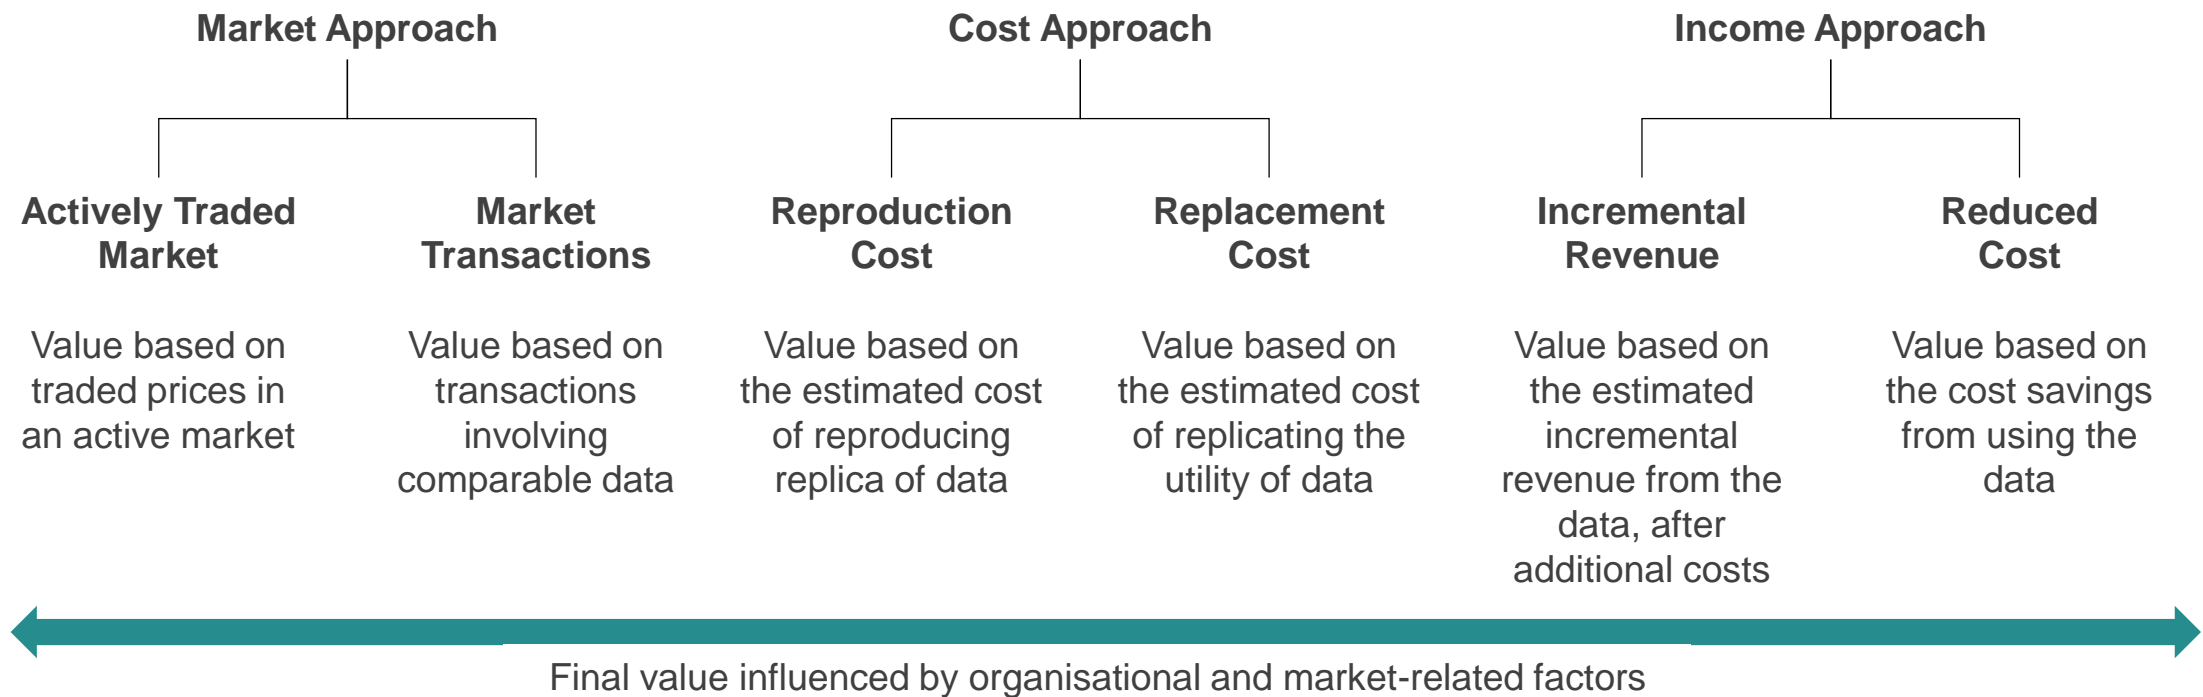 Market Approach
Actively Traded
Market
Value based on
traded prices in
an active market
Market
Transactions
Value based on
transactions
involving
comparable data
Cost Approach
Reproduction
Cost
Value based on
the estimated cost
of reproducing
replica of data
Replacement
Cost
Value based on
the estimated cost
of replicating the
utility of data
Income Approach
Incremental
Revenue
Value based on
the estimated
incremental
revenue from the
data, after
additional costs
Reduced
Cost
Value based on
the cost savings
from using the
data
Final value influenced by organisational and market-related factors